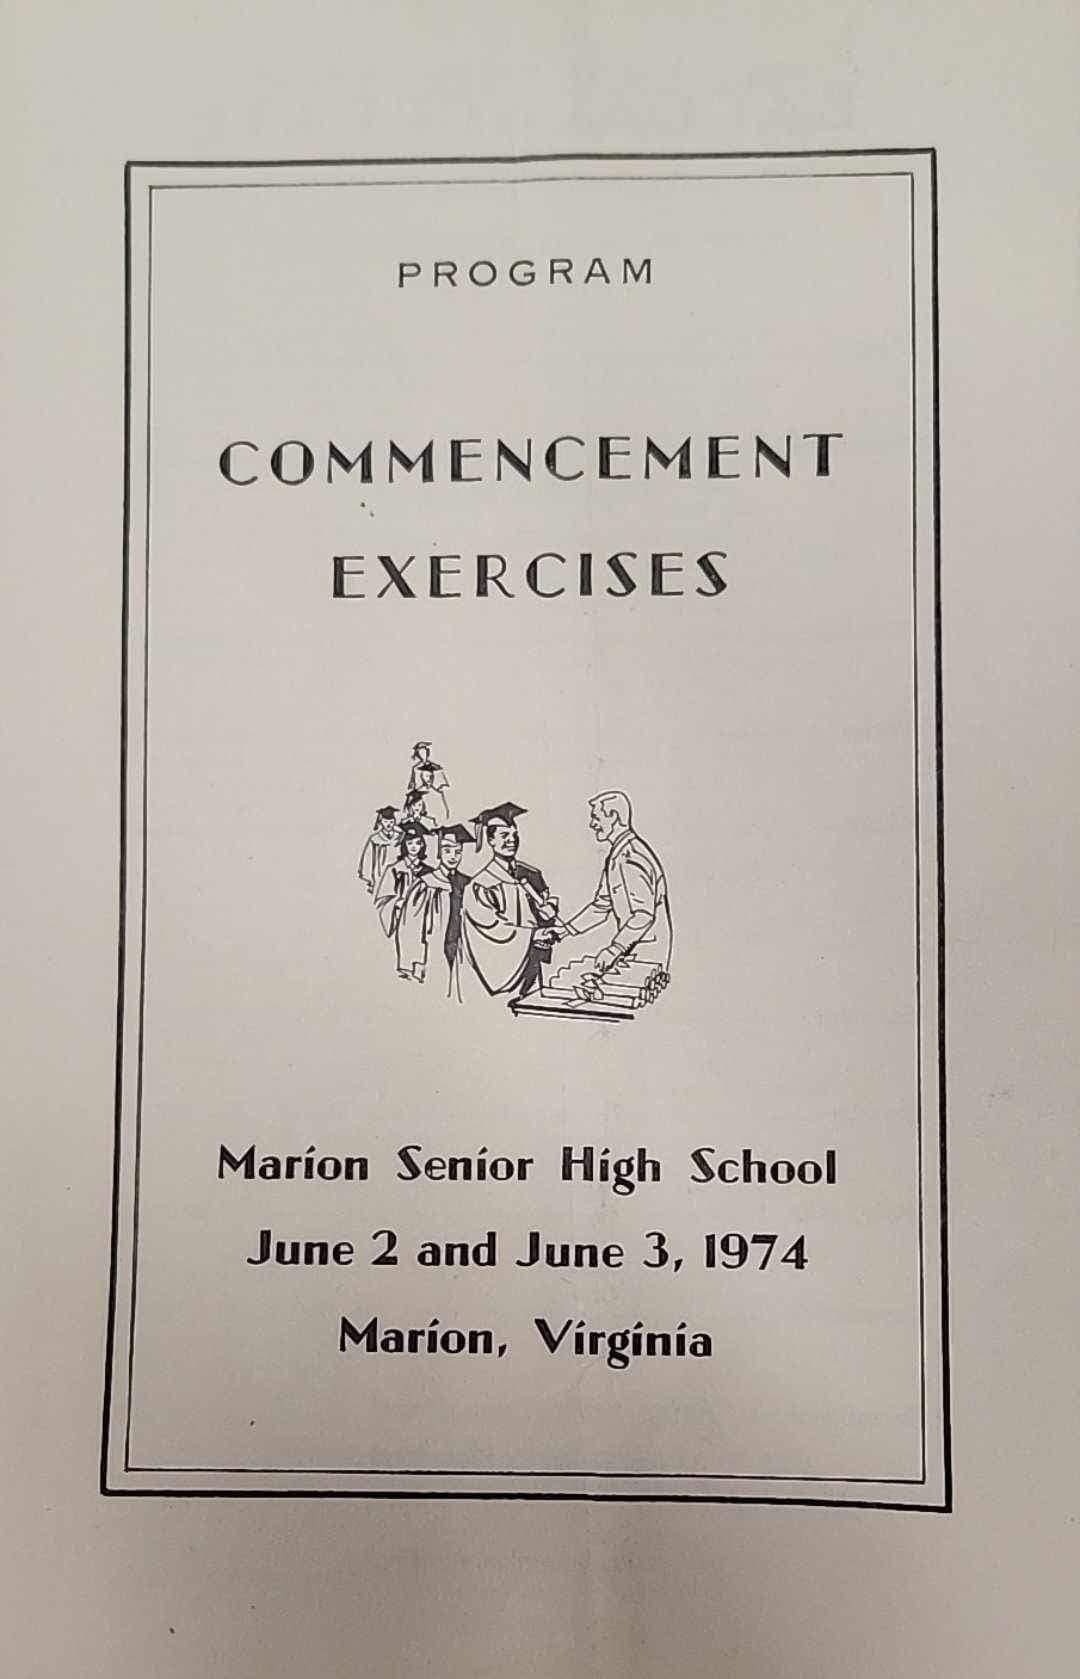 PROGRAM
COMMENCEMENT
EXERCISES
Marion Senior High School
June 2 and June 3, 1974
Marion, Virginia